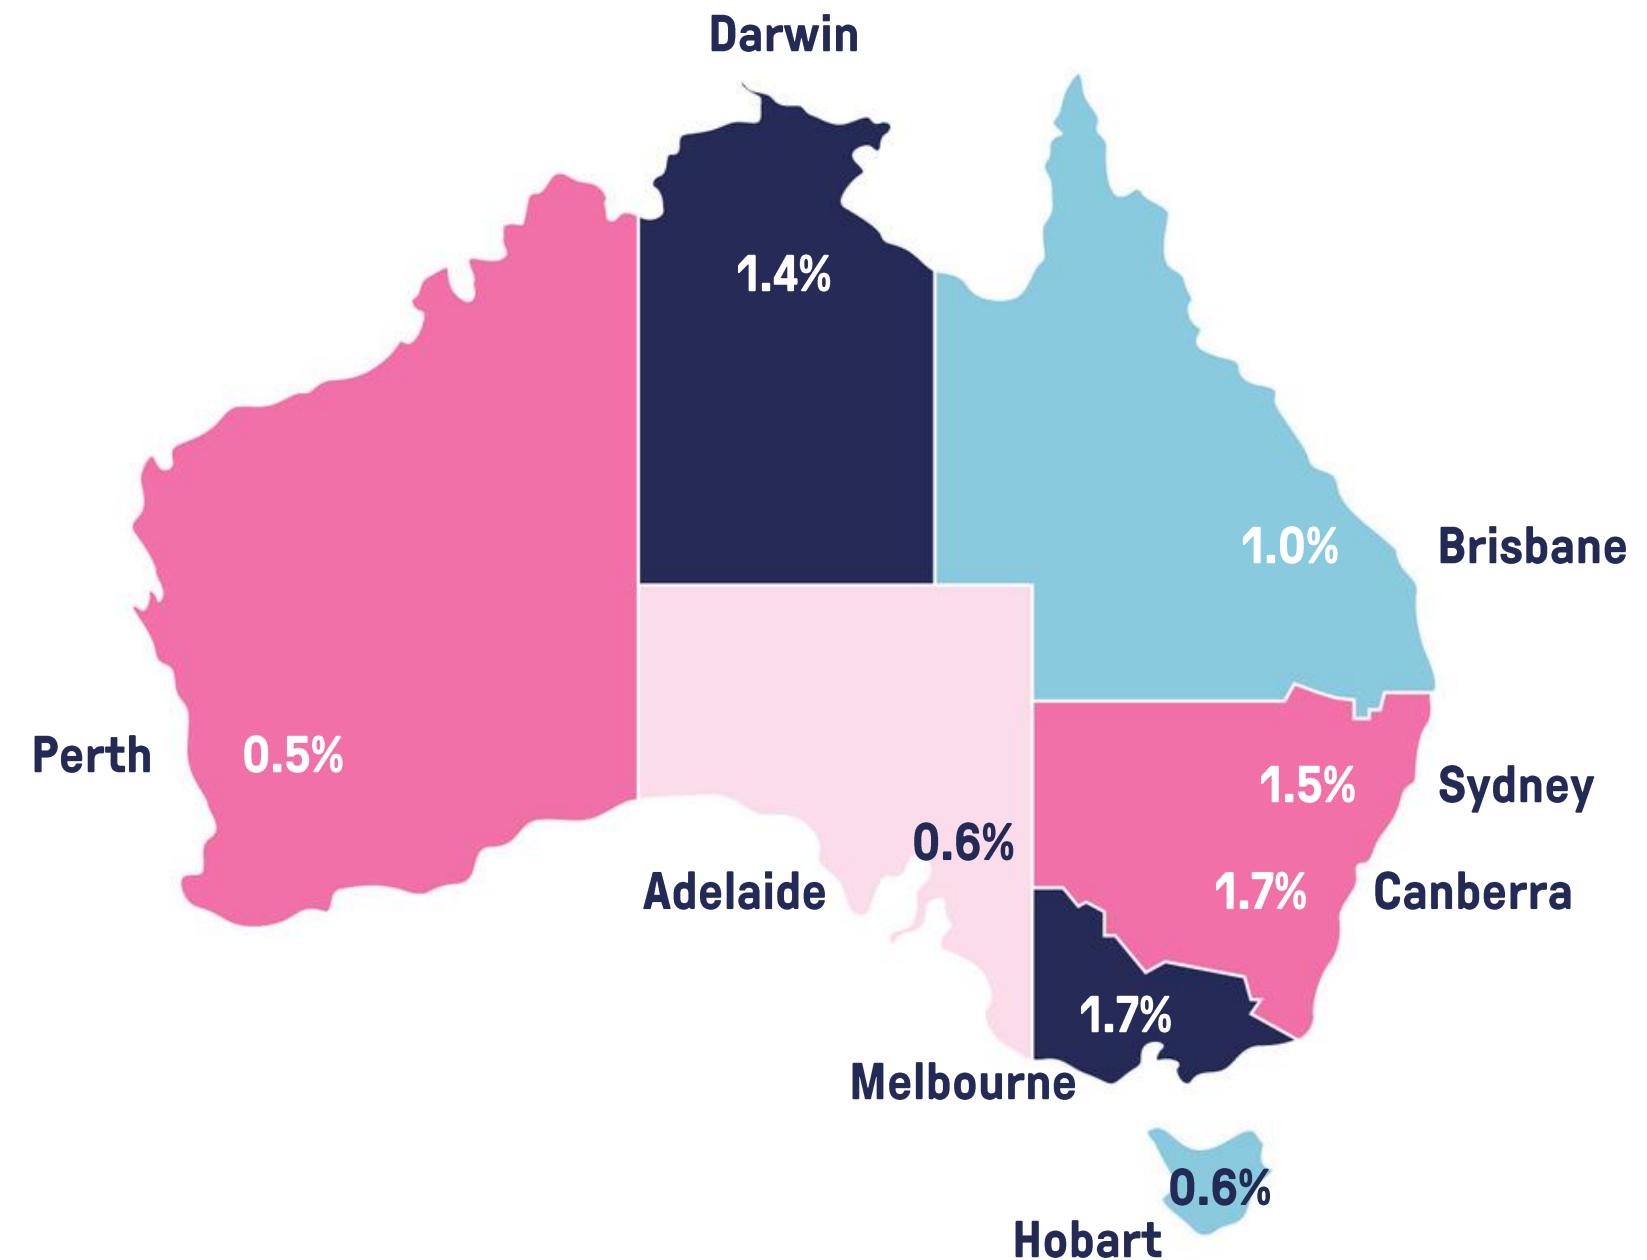 Darwin
1.4%
1.0% Brisbane
Perth 0.5%
1.5% Sydney
0.6%
Adelaide
1.7% Canberra
1.7%
Melbourne
0.6%
Hobart